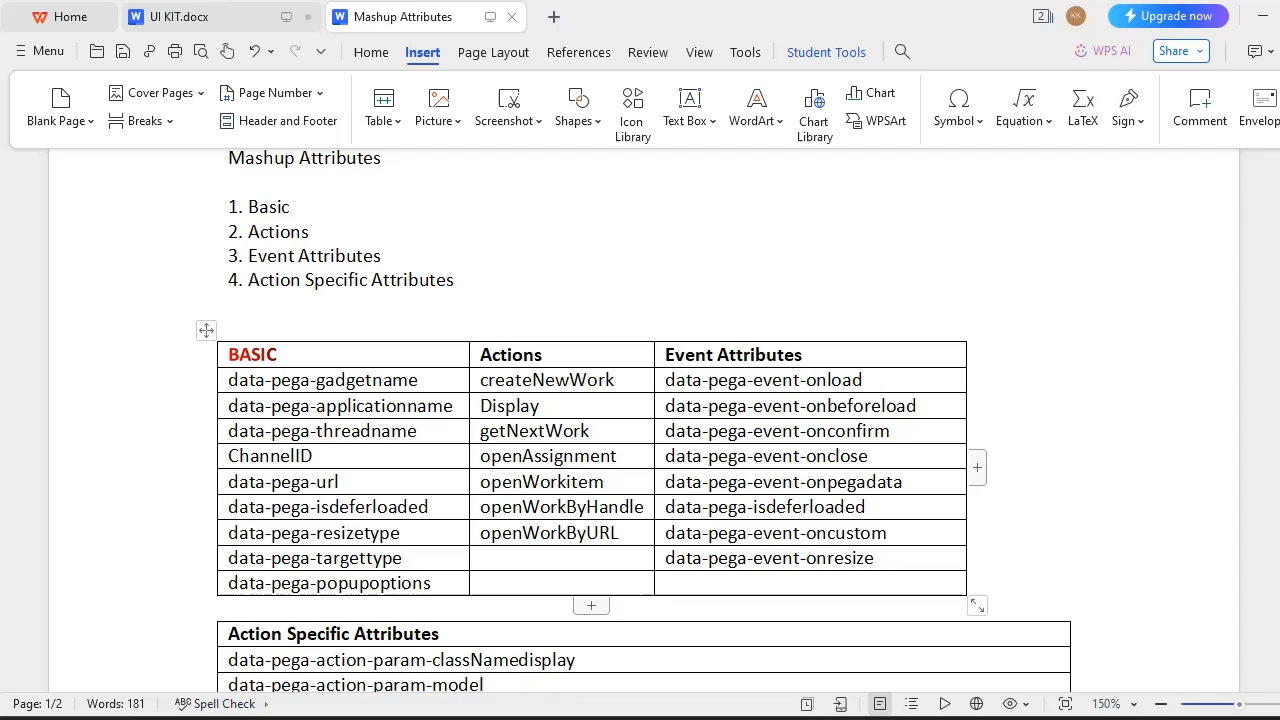 Home UI KIT.docx Mashup Attributes 2 KK Upgrade now
Menu Home Insert Page Layout References Review View Tools Student Tools WPS AI Share
Blank Page Cover Pages Breaks Page Number Header and Footer Table Picture Screenshot Shapes Icon Library Text Box WordArt Chart Library Chart WPSArt Symbol Equation LaTeX Sign Comment Envelop
Mashup Attributes
1. Basic
2. Actions
3. Event Attributes
4. Action Specific Attributes
BASIC Actions Event Attributes
data-pega-gadgetname createNewWork data-pega-event-onload
data-pega-applicationname Display data-pega-event-onbeforeload
data-pega-threadname getNextWork data-pega-event-onconfirm
ChannelID openAssignment data-pega-event-onclose
data-pega-url openWorkitem data-pega-event-onpegadata
data-pega-isdeferloaded openWorkByHandle data-pega-isdeferloaded
data-pega-resizetype openWorkByURL data-pega-event-oncustom
data-pega-targettype data-pega-event-onresize
data-pega-popupoptions
Action Specific Attributes
data-pega-action-param-classNamedisplay
data-pega-action-param-model
Page: 1/2 Words: 181 Spell Check 150%